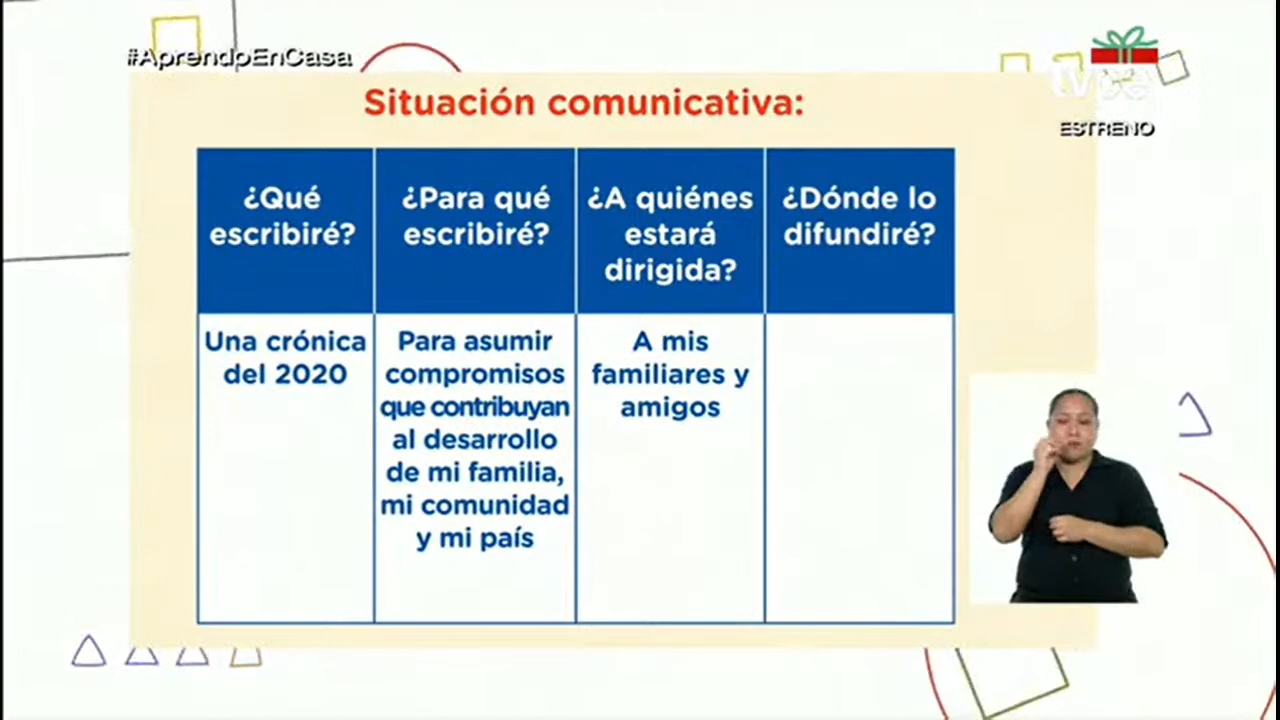 #AprendoEnCasa
ESTRENO
Situación comunicativa:
¿Qué
escribiré?
¿Para qué
escribiré?
¿A quiénes
estará
dirigida?
¿Dónde lo
difundiré?
Una crónica
del 2020
Para asumir
compromisos
que contribuyan
al desarrollo
de mi familia,
mi comunidad
y mi país
A mis
familiares y
amigos